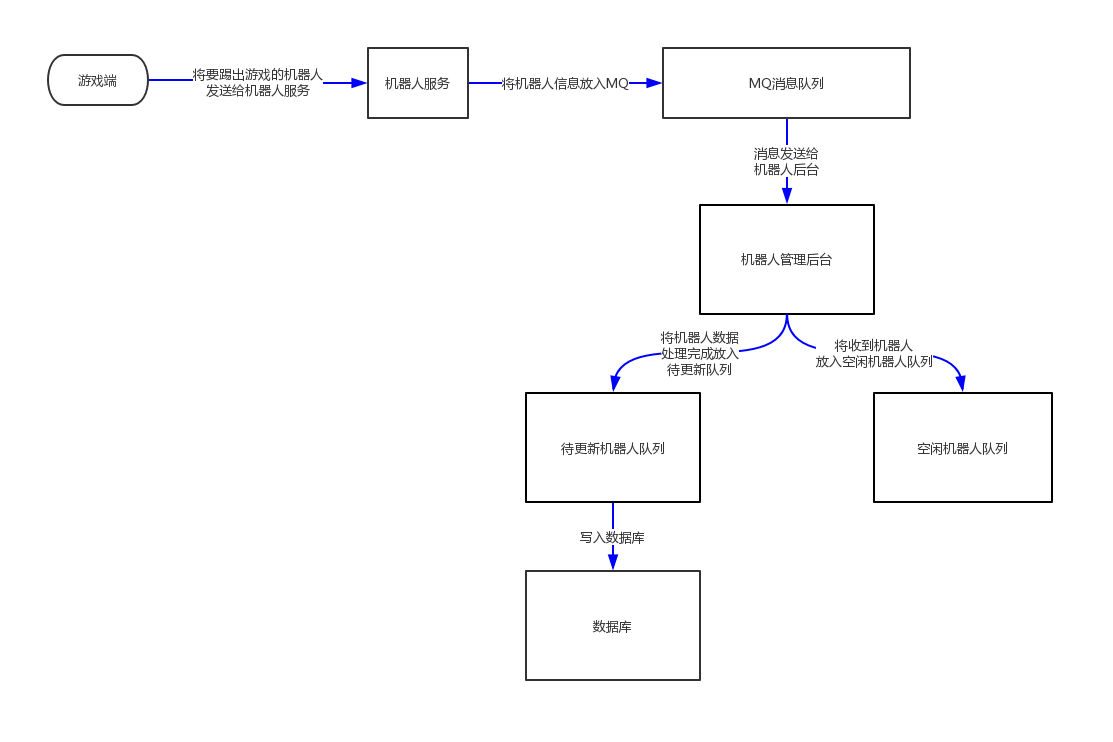 游戏端
将要踢出游戏的机器人
发送给机器人服务
机器人服务
将机器人信息放入MQ
MQ消息队列
消息发送给
机器人后台
机器人管理后台
将机器人数据
处理完成放入
待更新队列
将收到机器人
放入空闲机器人队列
待更新机器人队列
空闲机器人队列
写入数据库
数据库